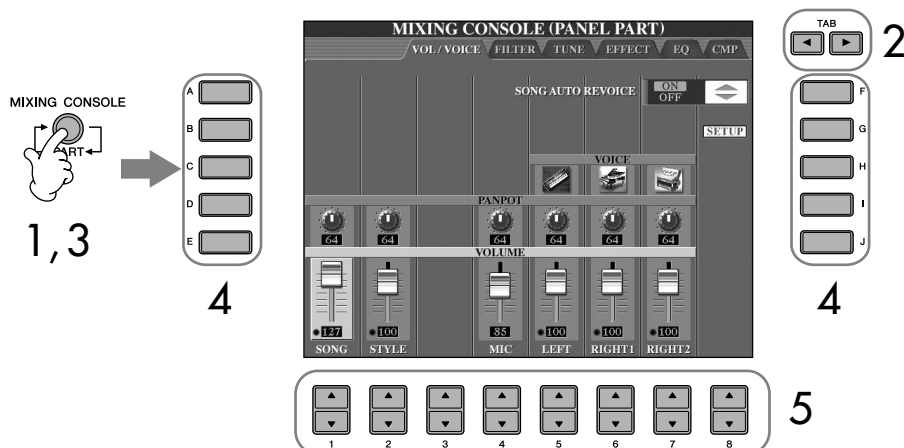 MIXING CONSOLE (PANEL PART)
VOL / VOICE FILTER TUNE EFFECT EQ CMP
TAB
2
SONG AUTO REVOICE ON
OFF
SETUP
MIXING CONSOLE
PART
1, 3
A
B
C
D
E
4
F
G
H
I
J
4
VOICE
PANPOT
64 64 64 64 64 64
VOLUME
127 100 85 100 100 100
SONG STYLE MIC LEFT RIGHT1 RIGHT2
1 2 3 4 5 6 7 8
5